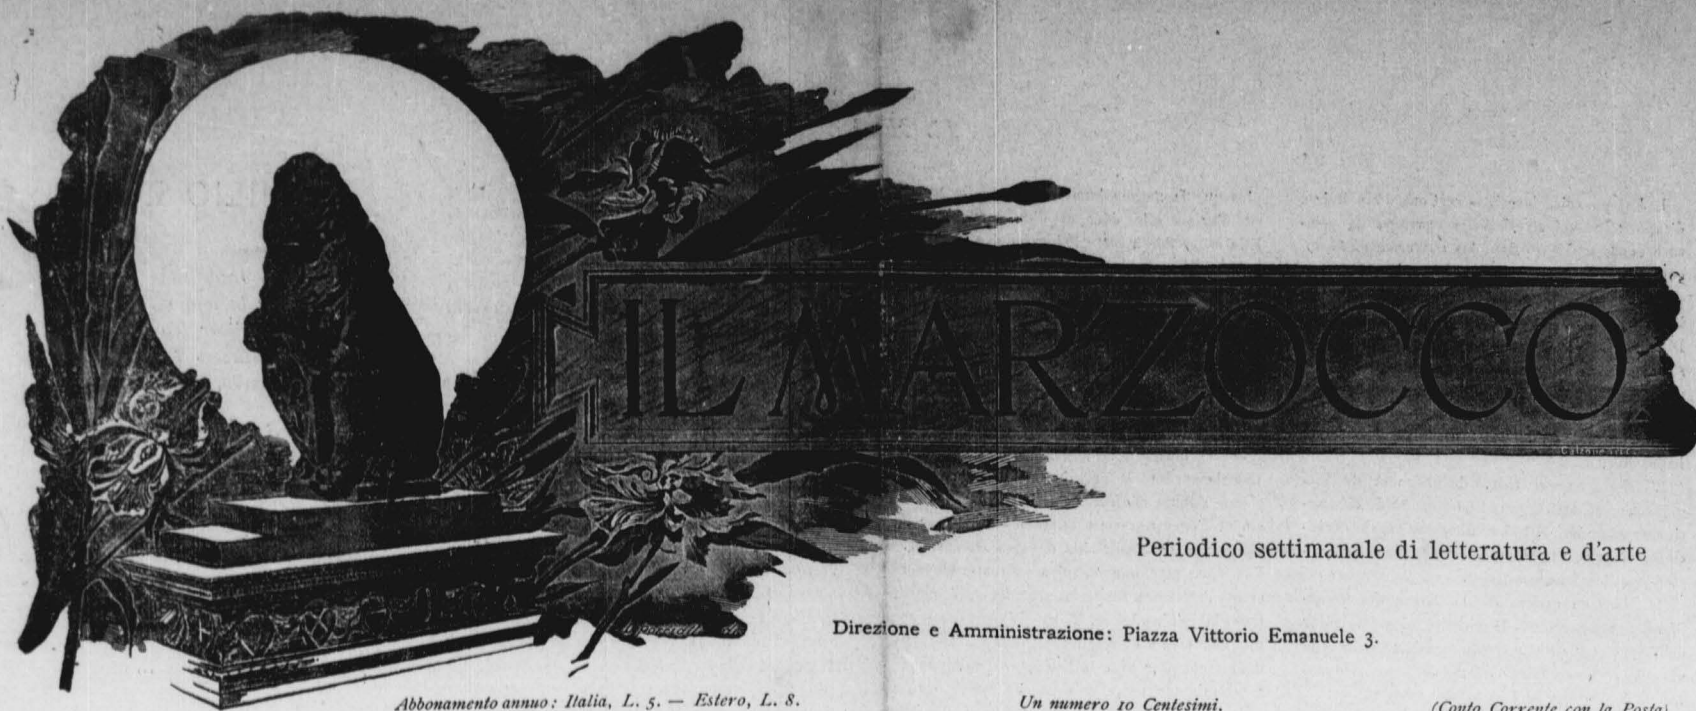 IL MARZOCCO
Periodico settimanale di letteratura e d'arte
Direzione e Amministrazione: Piazza Vittorio Emanuele 3.
Abbonamento annuo: Italia, L. 5. — Estero, L. 8.
Un numero 10 Centesimi.
(Conto Corrente con la Posta)